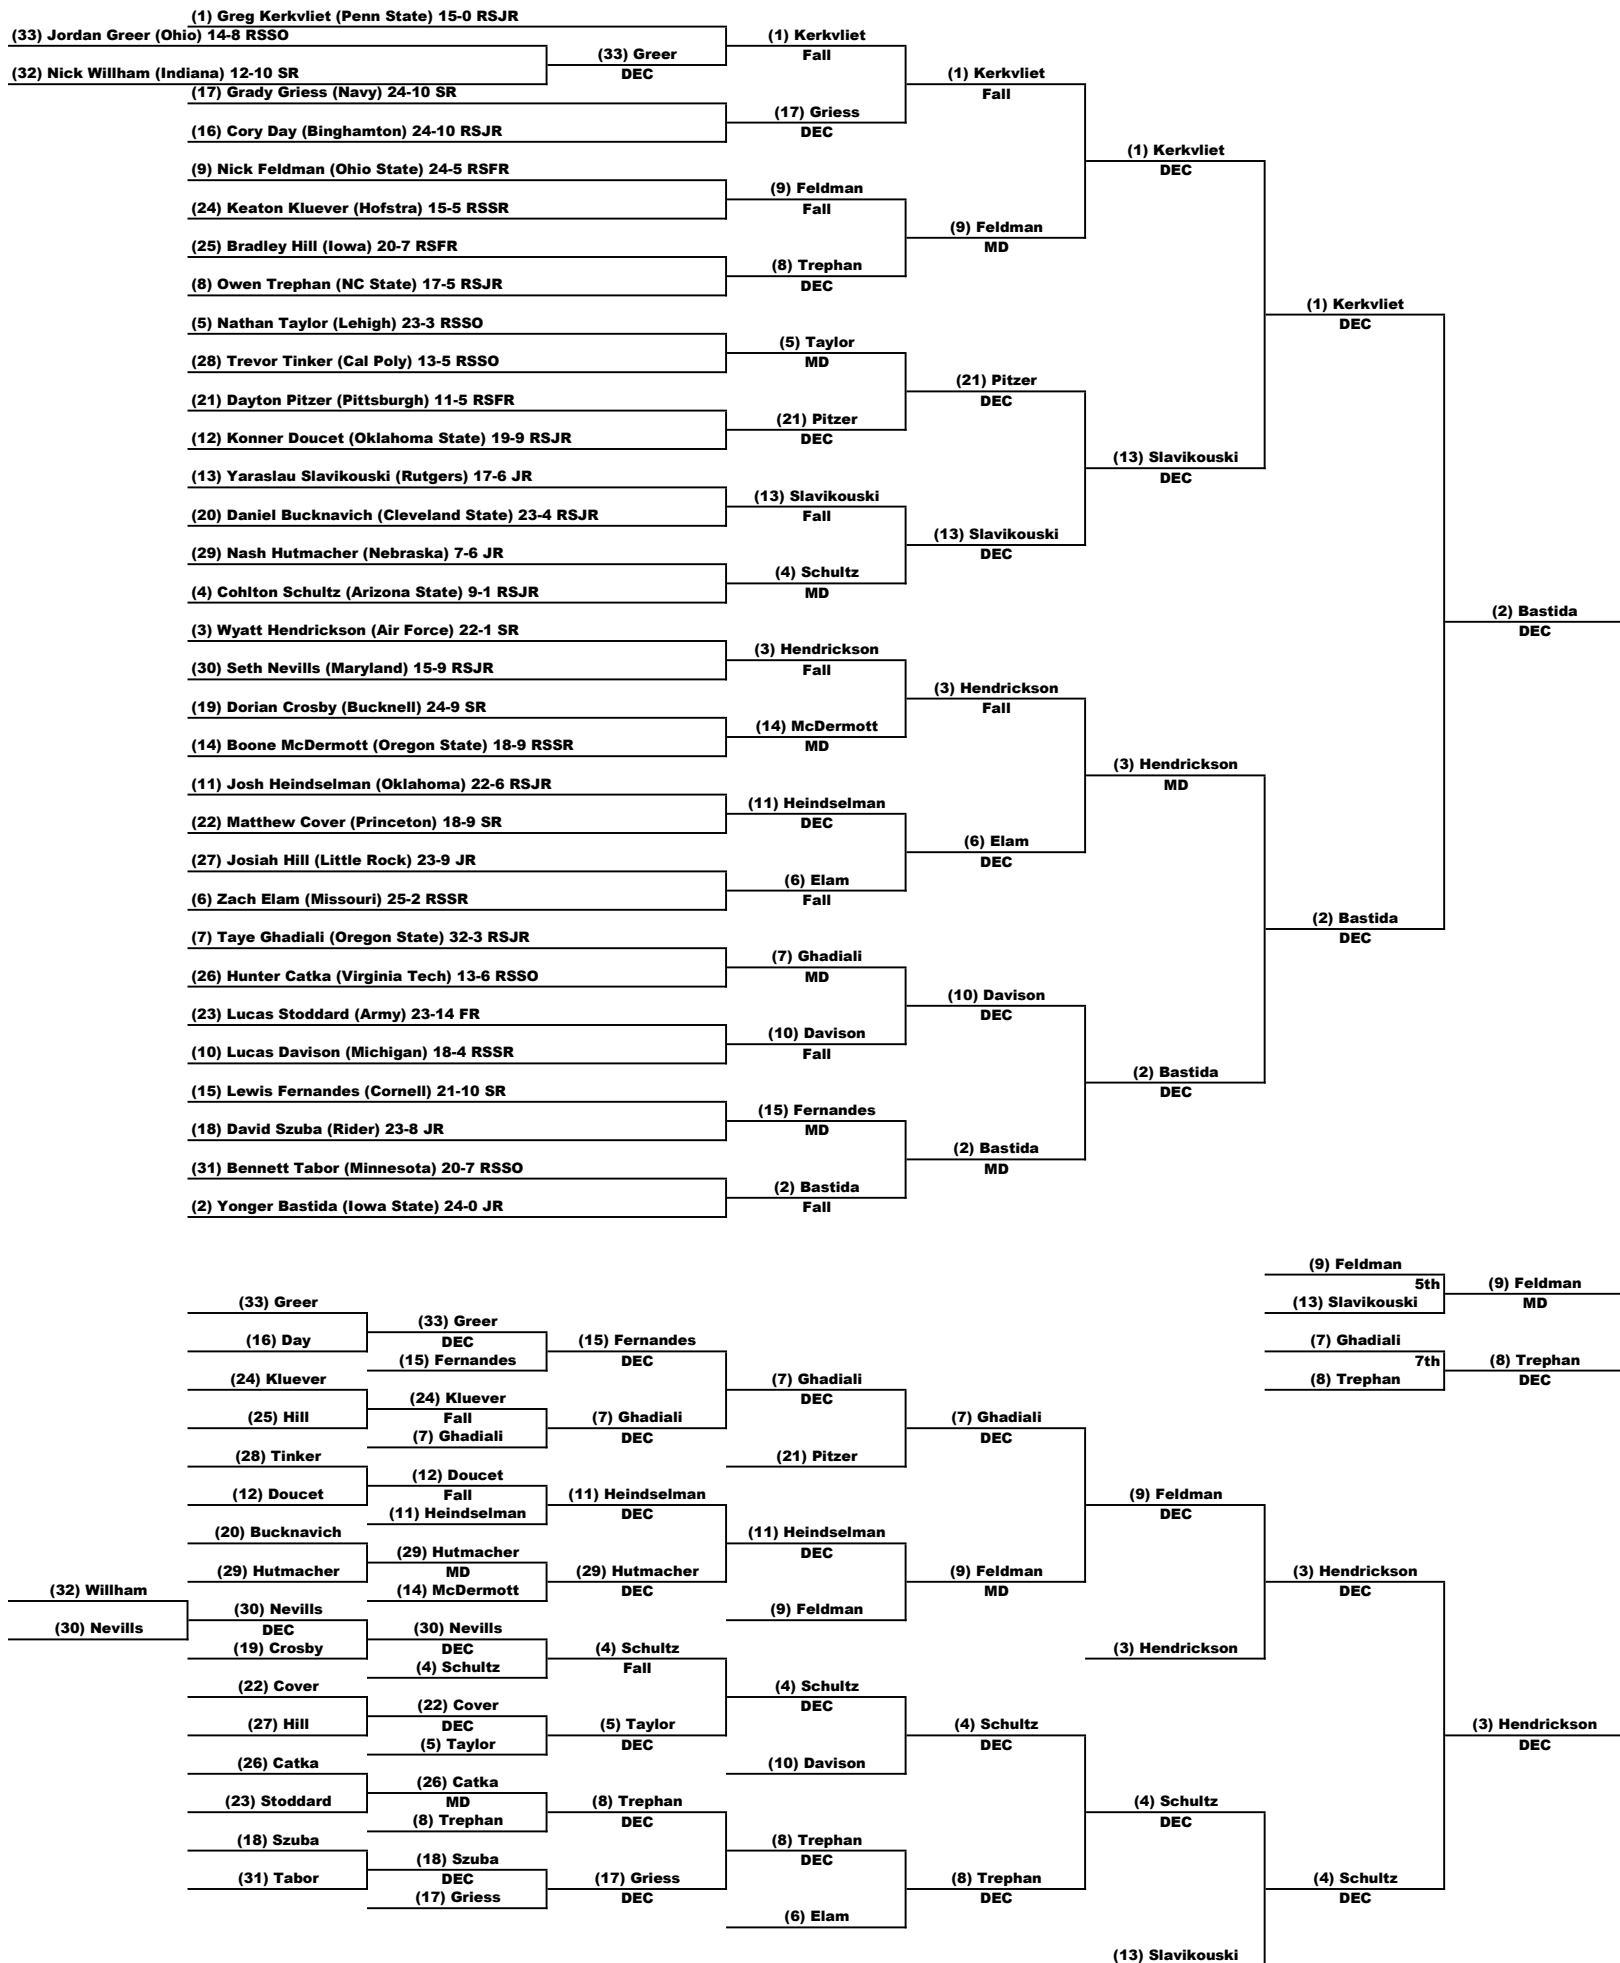 (1) Greg Kerkvliet (Penn State) 15-0 RSJR
(33) Jordan Greer (Ohio) 14-8 RSSO
(1) Kerkvliet
(33) Greer
Fall
DEC
(32) Nick Willham (Indiana) 12-10 SR
(1) Kerkvliet
Fall
(17) Grady Griess (Navy) 24-10 SR
(17) Griess
DEC
(16) Cory Day (Binghamton) 24-10 RSJR
(1) Kerkvliet
DEC
(9) Nick Feldman (Ohio State) 24-5 RSFR
(9) Feldman
Fall
(24) Keaton Kluever (Hofstra) 15-5 RSSR
(9) Feldman
MD
(25) Bradley Hill (Iowa) 20-7 RSFR
(8) Trephan
DEC
(8) Owen Trephan (NC State) 17-5 RSJR
(1) Kerkvliet
DEC
(5) Nathan Taylor (Lehigh) 23-3 RSSO
(5) Taylor
MD
(28) Trevor Tinker (Cal Poly) 13-5 RSSO
(21) Pitzer
DEC
(21) Dayton Pitzer (Pittsburgh) 11-5 RSFR
(21) Pitzer
DEC
(12) Konner Doucet (Oklahoma State) 19-9 RSJR
(13) Slavikouski
DEC
(13) Yaraslau Slavikouski (Rutgers) 17-6 JR
(13) Slavikouski
Fall
(20) Daniel Bucknavich (Cleveland State) 23-4 RSJR
(13) Slavikouski
DEC
(29) Nash Hutmacher (Nebraska) 7-6 JR
(4) Schultz
MD
(4) Cohlton Schultz (Arizona State) 9-1 RSJR
(2) Bastida
DEC
(3) Wyatt Hendrickson (Air Force) 22-1 SR
(3) Hendrickson
Fall
(30) Seth Nevills (Maryland) 15-9 RSJR
(3) Hendrickson
Fall
(19) Dorian Crosby (Bucknell) 24-9 SR
(14) McDermott
MD
(14) Boone McDermott (Oregon State) 18-9 RSSR
(3) Hendrickson
MD
(11) Josh Heindselman (Oklahoma) 22-6 RSJR
(11) Heindselman
DEC
(22) Matthew Cover (Princeton) 18-9 SR
(6) Elam
DEC
(27) Josiah Hill (Little Rock) 23-9 JR
(6) Elam
Fall
(6) Zach Elam (Missouri) 25-2 RSSR
(2) Bastida
DEC
(7) Taye Ghadiali (Oregon State) 32-3 RSJR
(7) Ghadiali
MD
(26) Hunter Catka (Virginia Tech) 13-6 RSSO
(10) Davison
DEC
(23) Lucas Stoddard (Army) 23-14 FR
(10) Davison
Fall
(10) Lucas Davison (Michigan) 18-4 RSSR
(2) Bastida
DEC
(15) Lewis Fernandes (Cornell) 21-10 SR
(15) Fernandes
MD
(18) David Szuba (Rider) 23-8 JR
(2) Bastida
MD
(31) Bennett Tabor (Minnesota) 20-7 RSSO
(2) Bastida
Fall
(2) Yonger Bastida (Iowa State) 24-0 JR
(9) Feldman
5th
(9) Feldman
MD
(13) Slavikouski
(33) Greer
(33) Greer
DEC
(16) Day
(15) Fernandes
DEC
(7) Ghadiali
7th
(8) Trephan
DEC
(15) Fernandes
(8) Trephan
(24) Kluever
(24) Kluever
Fall
(7) Ghadiali
DEC
(25) Hill
(7) Ghadiali
DEC
(7) Ghadiali
DEC
(7) Ghadiali
(28) Tinker
(21) Pitzer
(12) Doucet
Fall
(12) Doucet
(11) Heindselman
DEC
(9) Feldman
DEC
(11) Heindselman
(20) Bucknavich
(11) Heindselman
DEC
(29) Hutmacher
MD
(29) Hutmacher
(29) Hutmacher
DEC
(9) Feldman
MD
(3) Hendrickson
DEC
(32) Willham
(14) McDermott
(30) Nevills
DEC
(9) Feldman
(30) Nevills
(30) Nevills
DEC
(19) Crosby
(4) Schultz
Fall
(3) Hendrickson
(4) Schultz
(22) Cover
(4) Schultz
DEC
(22) Cover
DEC
(27) Hill
(5) Taylor
DEC
(4) Schultz
DEC
(3) Hendrickson
DEC
(5) Taylor
(26) Catka
(10) Davison
(26) Catka
MD
(23) Stoddard
(8) Trephan
DEC
(4) Schultz
DEC
(8) Trephan
(18) Szuba
(8) Trephan
DEC
(18) Szuba
DEC
(31) Tabor
(17) Griess
DEC
(8) Trephan
DEC
(4) Schultz
DEC
(17) Griess
(6) Elam
(13) Slavikouski